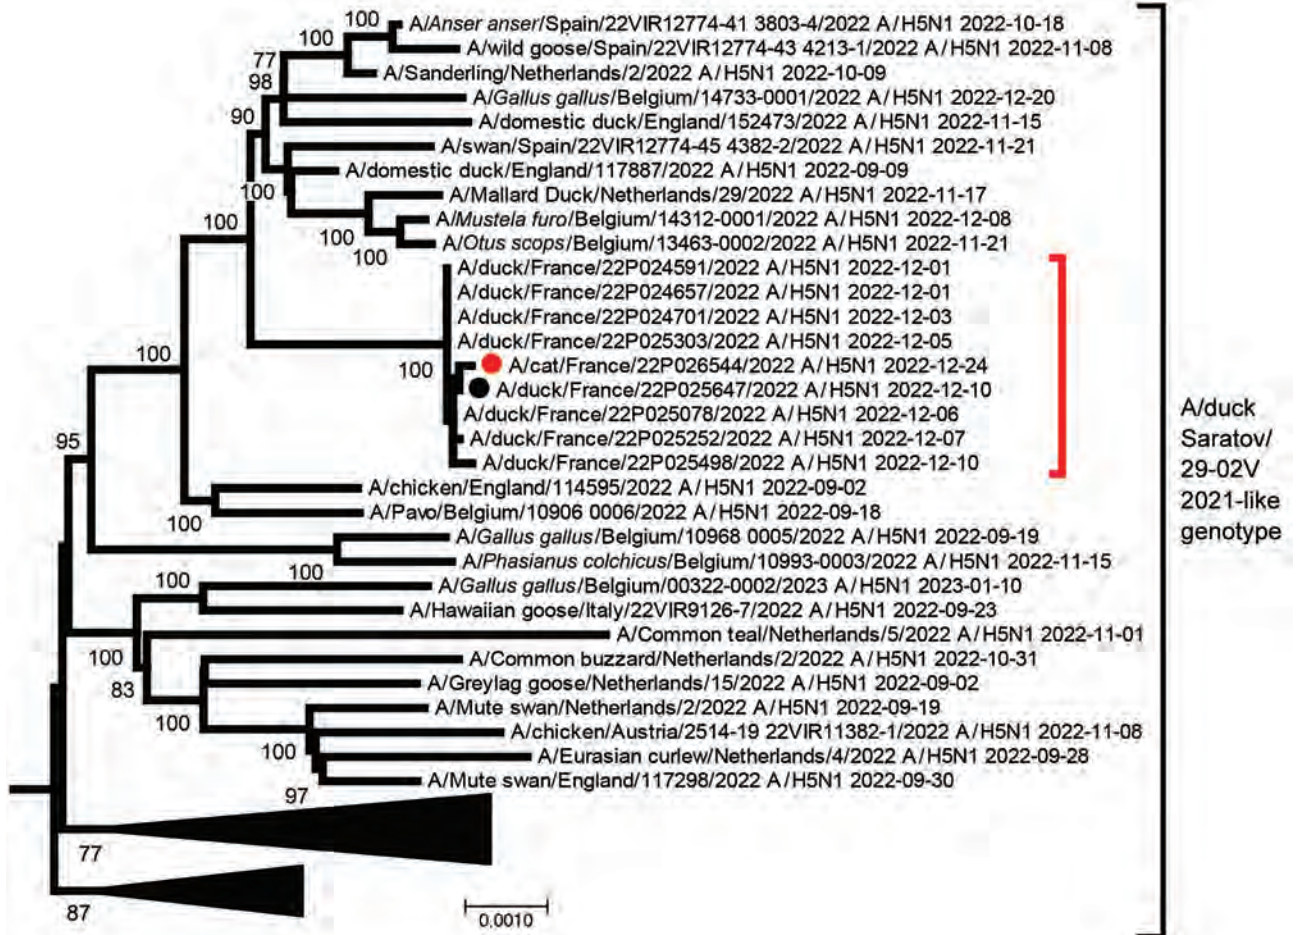 100
A/Anser anser/Spain/22VIR12774-41 3803-4/2022 A/H5N1 2022-10-18
100
A/wild goose/Spain/22VIR12774-43 4213-1/2022 A/H5N1 2022-11-08
77
A/Sanderling/Netherlands/2/2022 A/H5N1 2022-10-09
98
A/Gallus gallus/Belgium/14733-0001/2022 A/H5N1 2022-12-20
90
A/domestic duck/England/152473/2022 A/H5N1 2022-11-15
A/swan/Spain/22VIR12774-45 4382-2/2022 A/H5N1 2022-11-21
A/domestic duck/England/117887/2022 A/H5N1 2022-09-09
100
A/Mallard Duck/Netherlands/29/2022 A/H5N1 2022-11-17
100
A/Mustela furo/Belgium/14312-0001/2022 A/H5N1 2022-12-08
100
A/Otus scops/Belgium/13463-0002/2022 A/H5N1 2022-11-21
100
A/duck/France/22P024591/2022 A/H5N1 2022-12-01
A/duck/France/22P024657/2022 A/H5N1 2022-12-01
A/duck/France/22P024701/2022 A/H5N1 2022-12-03
A/duck/France/22P025303/2022 A/H5N1 2022-12-05
100
A/cat/France/22P026544/2022 A/H5N1 2022-12-24
100
A/duck/France/22P025647/2022 A/H5N1 2022-12-10
A/duck/France/22P025078/2022 A/H5N1 2022-12-06
A/duck/France/22P025252/2022 A/H5N1 2022-12-07
95
A/duck/France/22P025498/2022 A/H5N1 2022-12-10
A/chicken/England/114595/2022 A/H5N1 2022-09-02
A/Pavo/Belgium/10906 0006/2022 A/H5N1 2022-09-18
100
A/Gallus gallus/Belgium/10968 0005/2022 A/H5N1 2022-09-19
A/Phasianus colchicus/Belgium/10993-0003/2022 A/H5N1 2022-11-15
100
100
A/Gallus gallus/Belgium/00322-0002/2023 A/H5N1 2023-01-10
A/Hawaiian goose/Italy/22VIR9126-7/2022 A/H5N1 2022-09-23
A/Common teal/Netherlands/5/2022 A/H5N1 2022-11-01
100
A/Common buzzard/Netherlands/2/2022 A/H5N1 2022-10-31
83
A/Greylag goose/Netherlands/15/2022 A/H5N1 2022-09-02
A/Mute swan/Netherlands/2/2022 A/H5N1 2022-09-19
100
A/chicken/Austria/2514-19 22VIR11382-1/2022 A/H5N1 2022-11-08
100
A/Eurasian curlew/Netherlands/4/2022 A/H5N1 2022-09-28
A/Mute swan/England/117298/2022 A/H5N1 2022-09-30
97
77
87
0.0010
A/duck
Saratov/
29-02V
2021-like
genotype